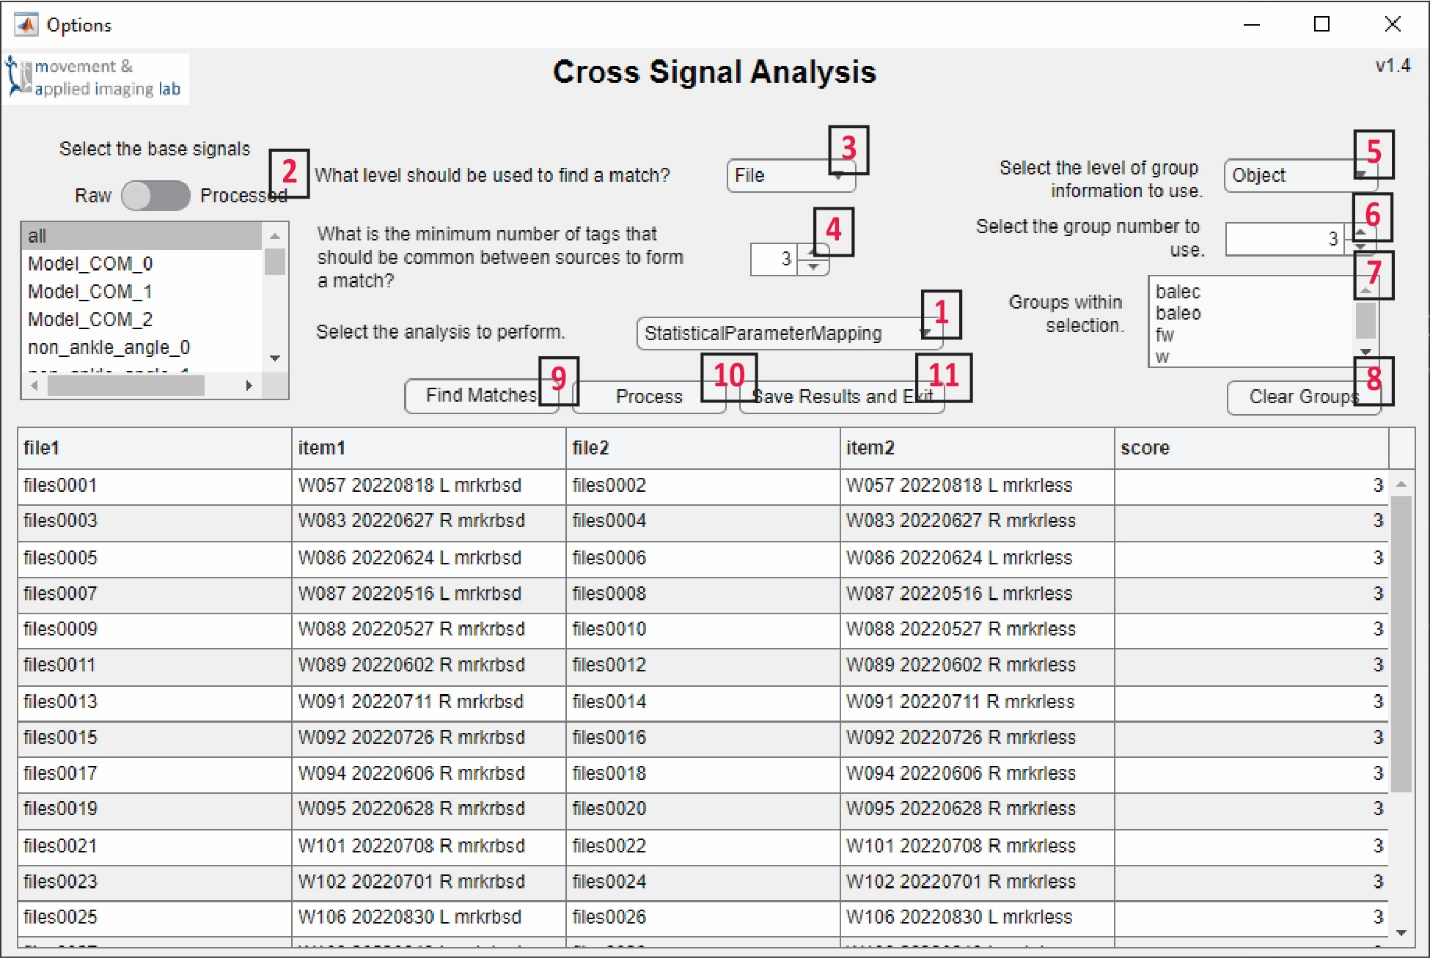 Options
movement &
applied imaging lab
Cross Signal Analysis
v1.4
Select the base signals
Raw
Processed
2
all
Model_COM_0
Model_COM_1
Model_COM_2
non_ankle_angle_0
What level should be used to find a match?
File
3
What is the minimum number of tags that
should be common between sources to form
a match?
3
4
Select the analysis to perform.
StatisticalParameterMapping
1
Select the level of group
information to use.
Object
5
Select the group number to
use.
3
6
Groups within
selection.
7
balec
baleo
fw
w
Find Matches
9
Process
10
Save Results and Exit
11
Clear Groups
8
file1 item1 file2 item2 score
files0001 W057 20220818 L mrkrbsd files0002 W057 20220818 L mrkrless 3
files0003 W083 20220627 R mrkrbsd files0004 W083 20220627 R mrkrless 3
files0005 W086 20220624 L mrkrbsd files0006 W086 20220624 L mrkrless 3
files0007 W087 20220516 L mrkrbsd files0008 W087 20220516 L mrkrless 3
files0009 W088 20220527 R mrkrbsd files0010 W088 20220527 R mrkrless 3
files0011 W089 20220602 R mrkrbsd files0012 W089 20220602 R mrkrless 3
files0013 W091 20220711 R mrkrbsd files0014 W091 20220711 R mrkrless 3
files0015 W092 20220726 R mrkrbsd files0016 W092 20220726 R mrkrless 3
files0017 W094 20220606 R mrkrbsd files0018 W094 20220606 R mrkrless 3
files0019 W095 20220628 R mrkrbsd files0020 W095 20220628 R mrkrless 3
files0021 W101 20220708 R mrkrbsd files0022 W101 20220708 R mrkrless 3
files0023 W102 20220701 R mrkrbsd files0024 W102 20220701 R mrkrless 3
files0025 W106 20220830 L mrkrbsd files0026 W106 20220830 L mrkrless 3